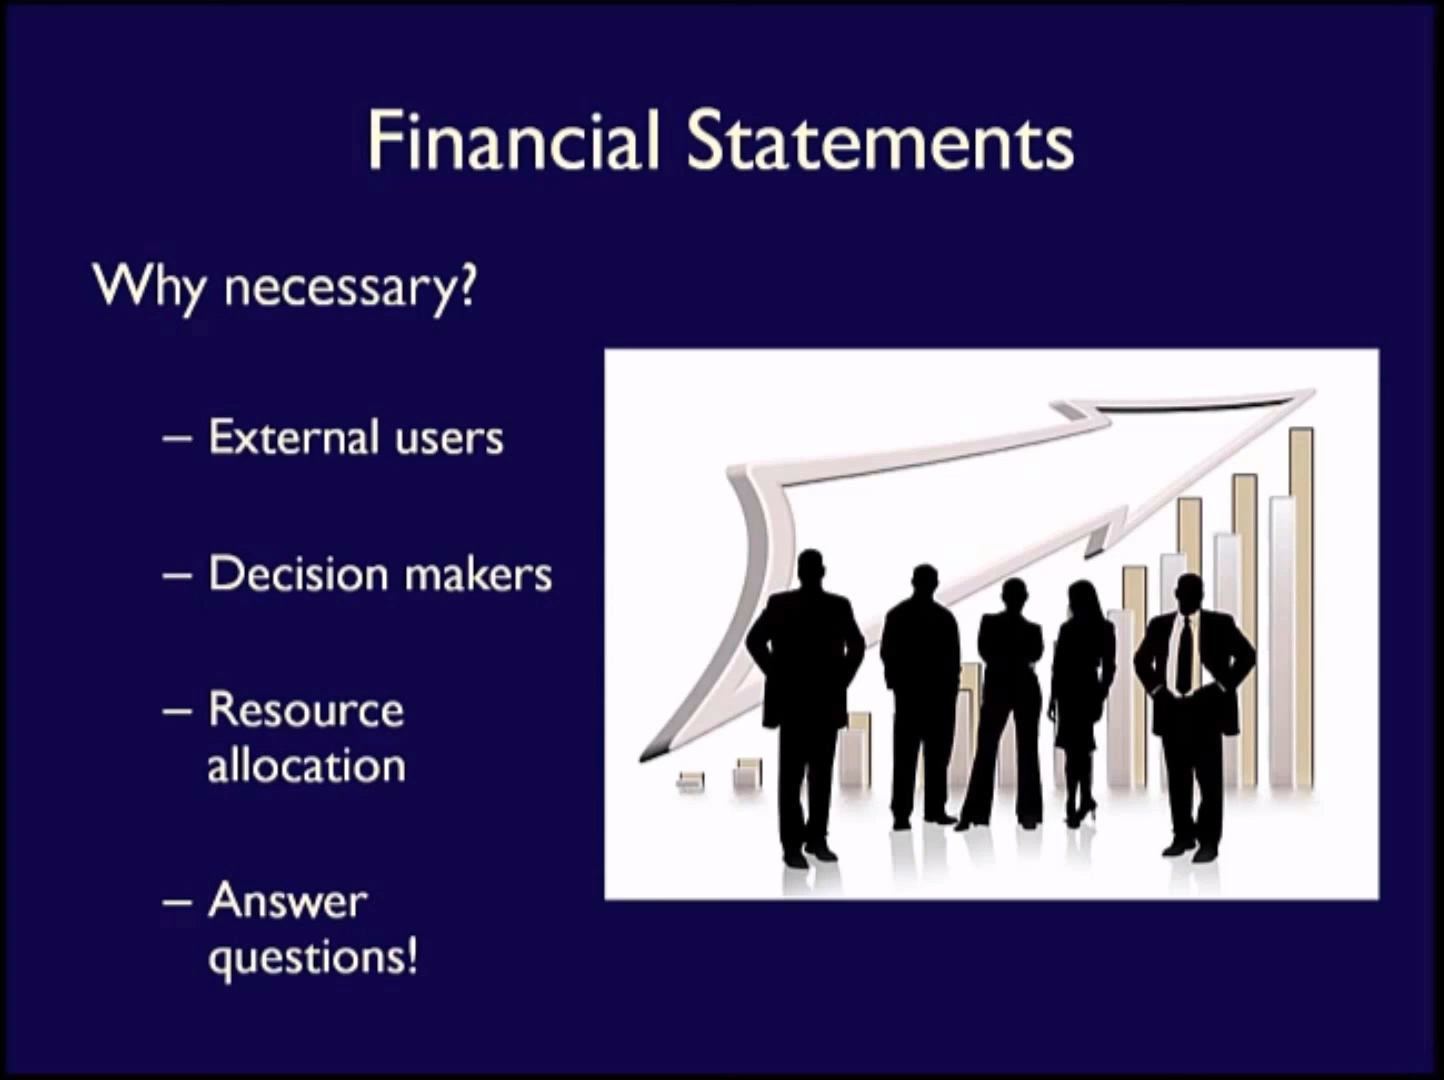 Financial Statements
Why necessary?
– External users
– Decision makers
– Resource
allocation
– Answer
questions!